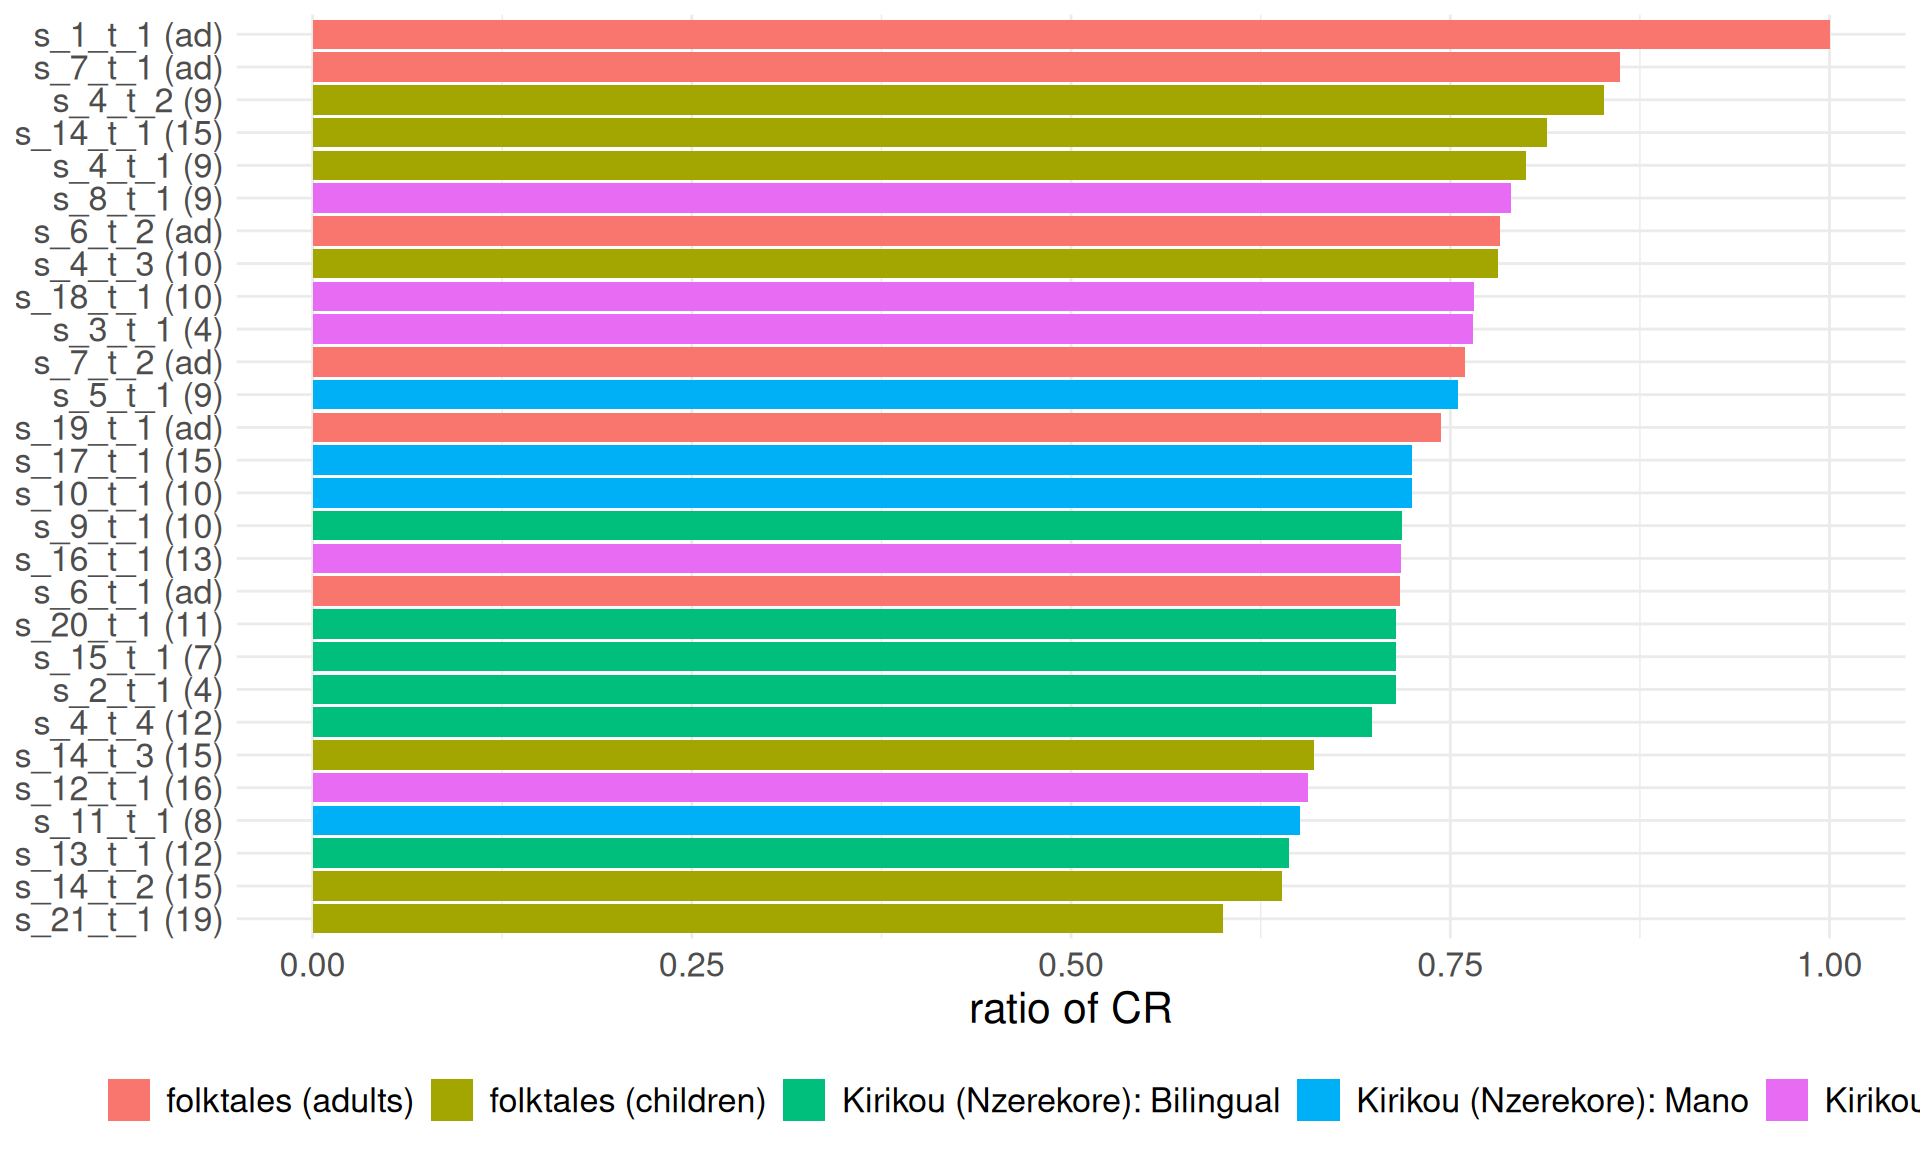 s_1_t_1 (ad)
s_7_t_1 (ad)
s_4_t_2 (9)
s_14_t_1 (15)
s_4_t_1 (9)
s_8_t_1 (9)
s_6_t_2 (ad)
s_4_t_3 (10)
s_18_t_1 (10)
s_3_t_1 (4)
s_7_t_2 (ad)
s_5_t_1 (9)
s_19_t_1 (ad)
s_17_t_1 (15)
s_10_t_1 (10)
s_9_t_1 (10)
s_16_t_1 (13)
s_6_t_1 (ad)
s_20_t_1 (11)
s_15_t_1 (7)
s_2_t_1 (4)
s_4_t_4 (12)
s_14_t_3 (15)
s_12_t_1 (16)
s_11_t_1 (8)
s_13_t_1 (12)
s_14_t_2 (15)
s_21_t_1 (19)
0.00 0.25 0.50 0.75 1.00
ratio of CR
folktales (adults) folktales (children) Kirikou (Nzerekore): Bilingual Kirikou (Nzerekore): Mano